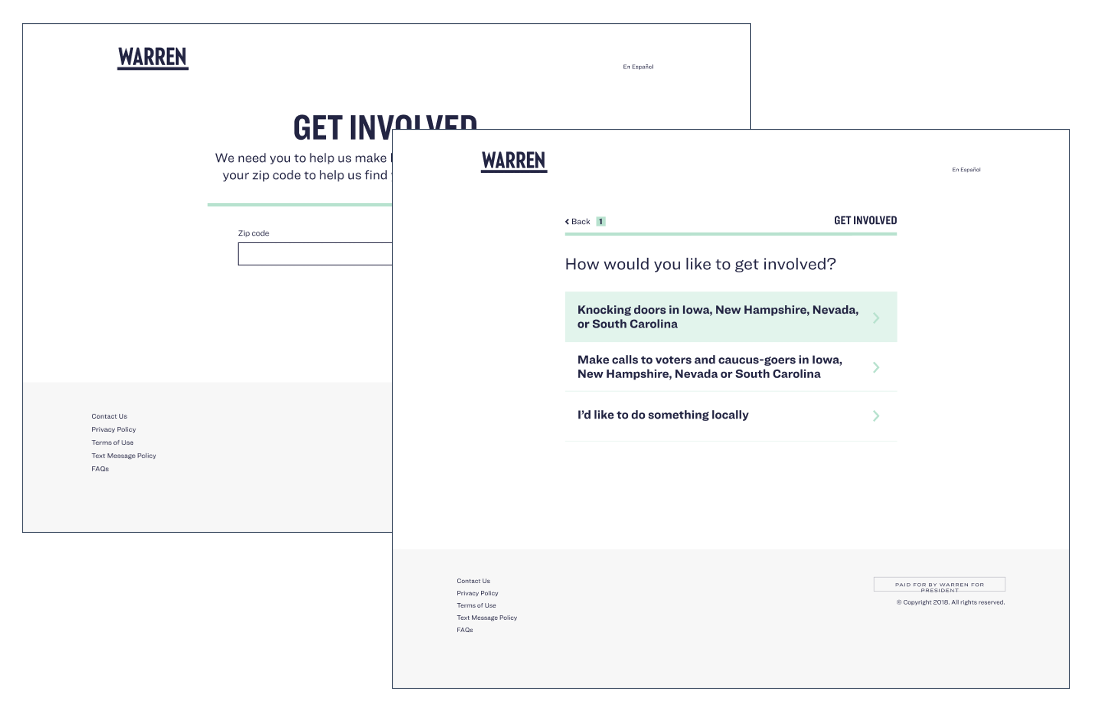 WARREN
En Español
GET INVOLVED
We need you to help us make
your zip code to help us find
Zip code
Contact Us
Privacy Policy
Terms of Use
Text Message Policy
FAQs
WARREN
En Español
Back 1
GET INVOLVED
How would you like to get involved?
Knocking doors in Iowa, New Hampshire, Nevada,
or South Carolina
Make calls to voters and caucus-goers in Iowa,
New Hampshire, Nevada or South Carolina
I’d like to do something locally
Contact Us
Privacy Policy
Terms of Use
Text Message Policy
FAQs
PAID FOR BY WARREN FOR
PRESIDENT
© Copyright 2018. All rights reserved.